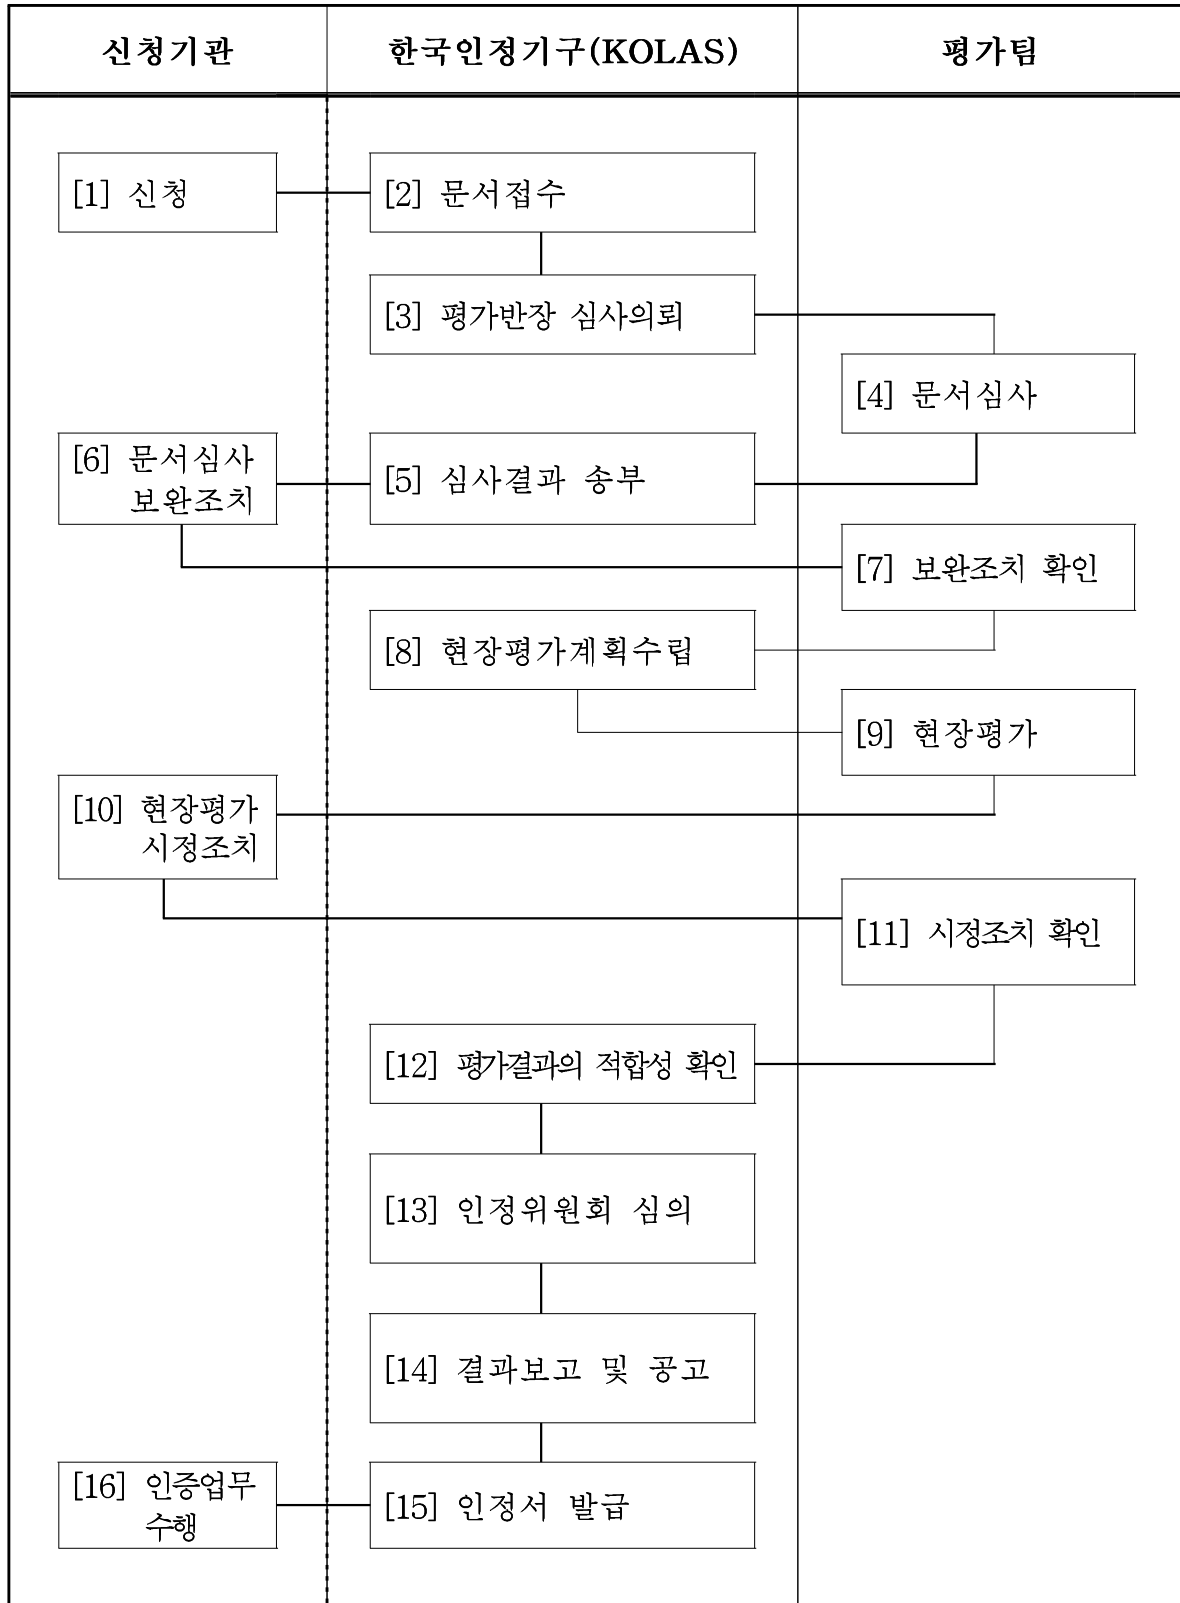 신청기관
한국인정기구(KOLAS)
평가팀
[1] 신청
[2] 문서접수
[3] 평가반장 심사의뢰
[4] 문서심사
[5] 심사결과 송부
[6] 문서심사
보완조치
[7] 보완조치 확인
[8] 현장평가계획수립
[9] 현장평가
[10] 현장평가
시정조치
[11] 시정조치 확인
[12] 평가결과의 적합성 확인
[13] 인정위원회 심의
[14] 결과보고 및 공고
[15] 인정서 발급
[16] 인증업무
수행